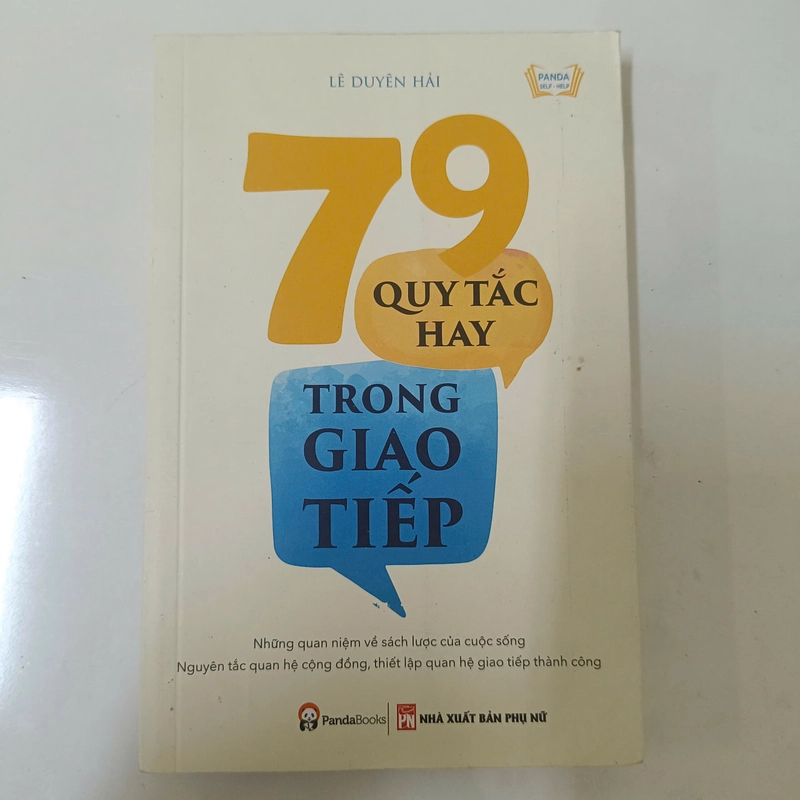 LÊ DUYÊN HẢI
PANDA
SELF - HELP
79
QUY TẮC
HAY
TRONG
GIAO
TIẾP
Những quan niệm về sách lược của cuộc sống
Nguyên tắc quan hệ cộng đồng, thiết lập quan hệ giao tiếp thành công
PandaBooks
PN NHÀ XUẤT BẢN PHỤ NỮ